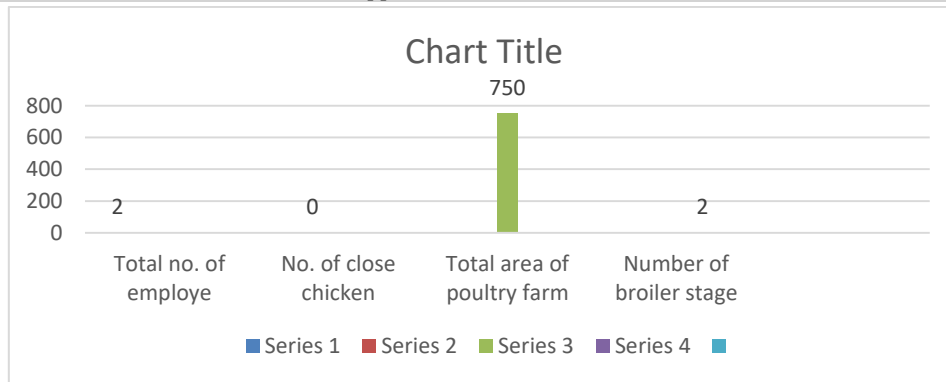 Chart Title
750
800
600
400
200
0
2
0
2
Total no. of
employe
No. of close
chicken
Total area of
poultry farm
Number of
broiler stage
Series 1
Series 2
Series 3
Series 4